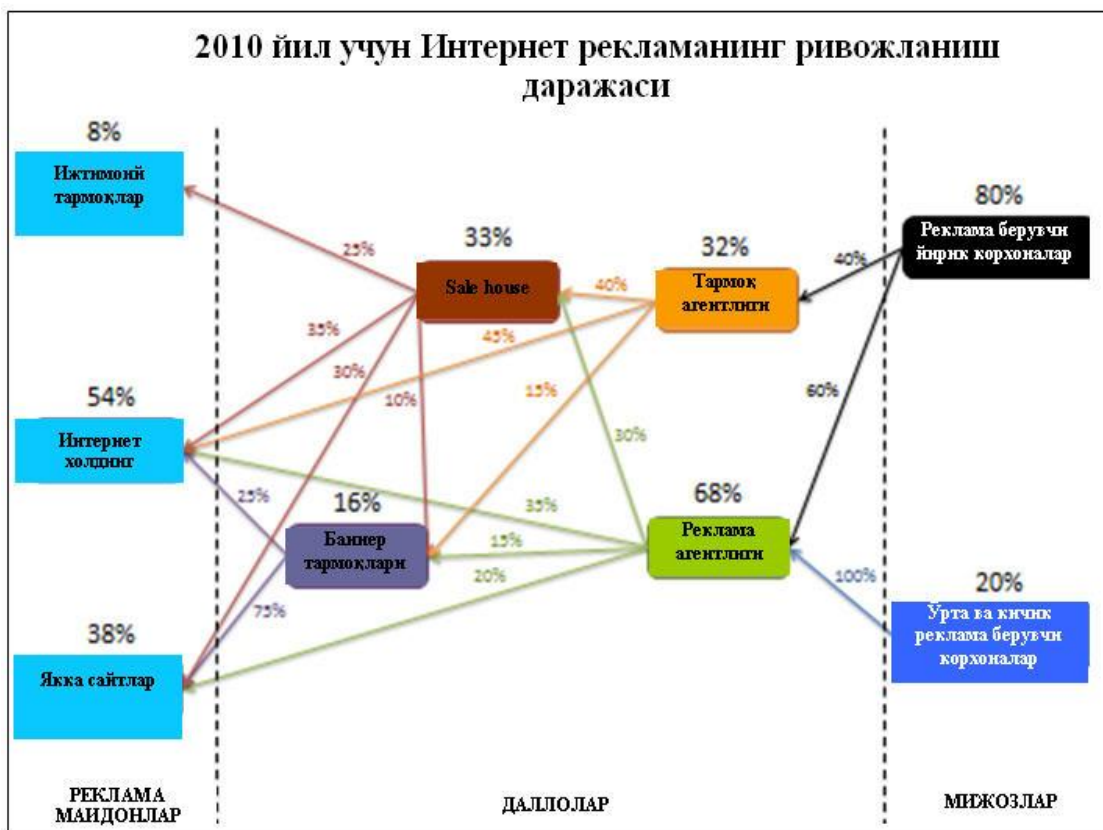 2010 йил учун Интернет рекламанинг ривожланиш
даражаси
8%
Ижтимоий
тармоқлар
80%
Реклама берувчи
йирик корхоналар
33%
Sale house
32%
Тармоқ
агентлиги
25%
40%
40%
35%
45%
30%
10%
15%
60%
54%
Интернет
холдинг
30%
25%
16%
Баннер
тармоқлари
35%
15%
20%
68%
Реклама
агентлиги
100%
20%
Ўрта ва кичик
реклама берувчи
корхоналар
75%
38%
Якка сайтлар
РЕКЛАМА
МАЙДОНЛАР
ДАЛЛОЛАР
МИЖОЗЛАР